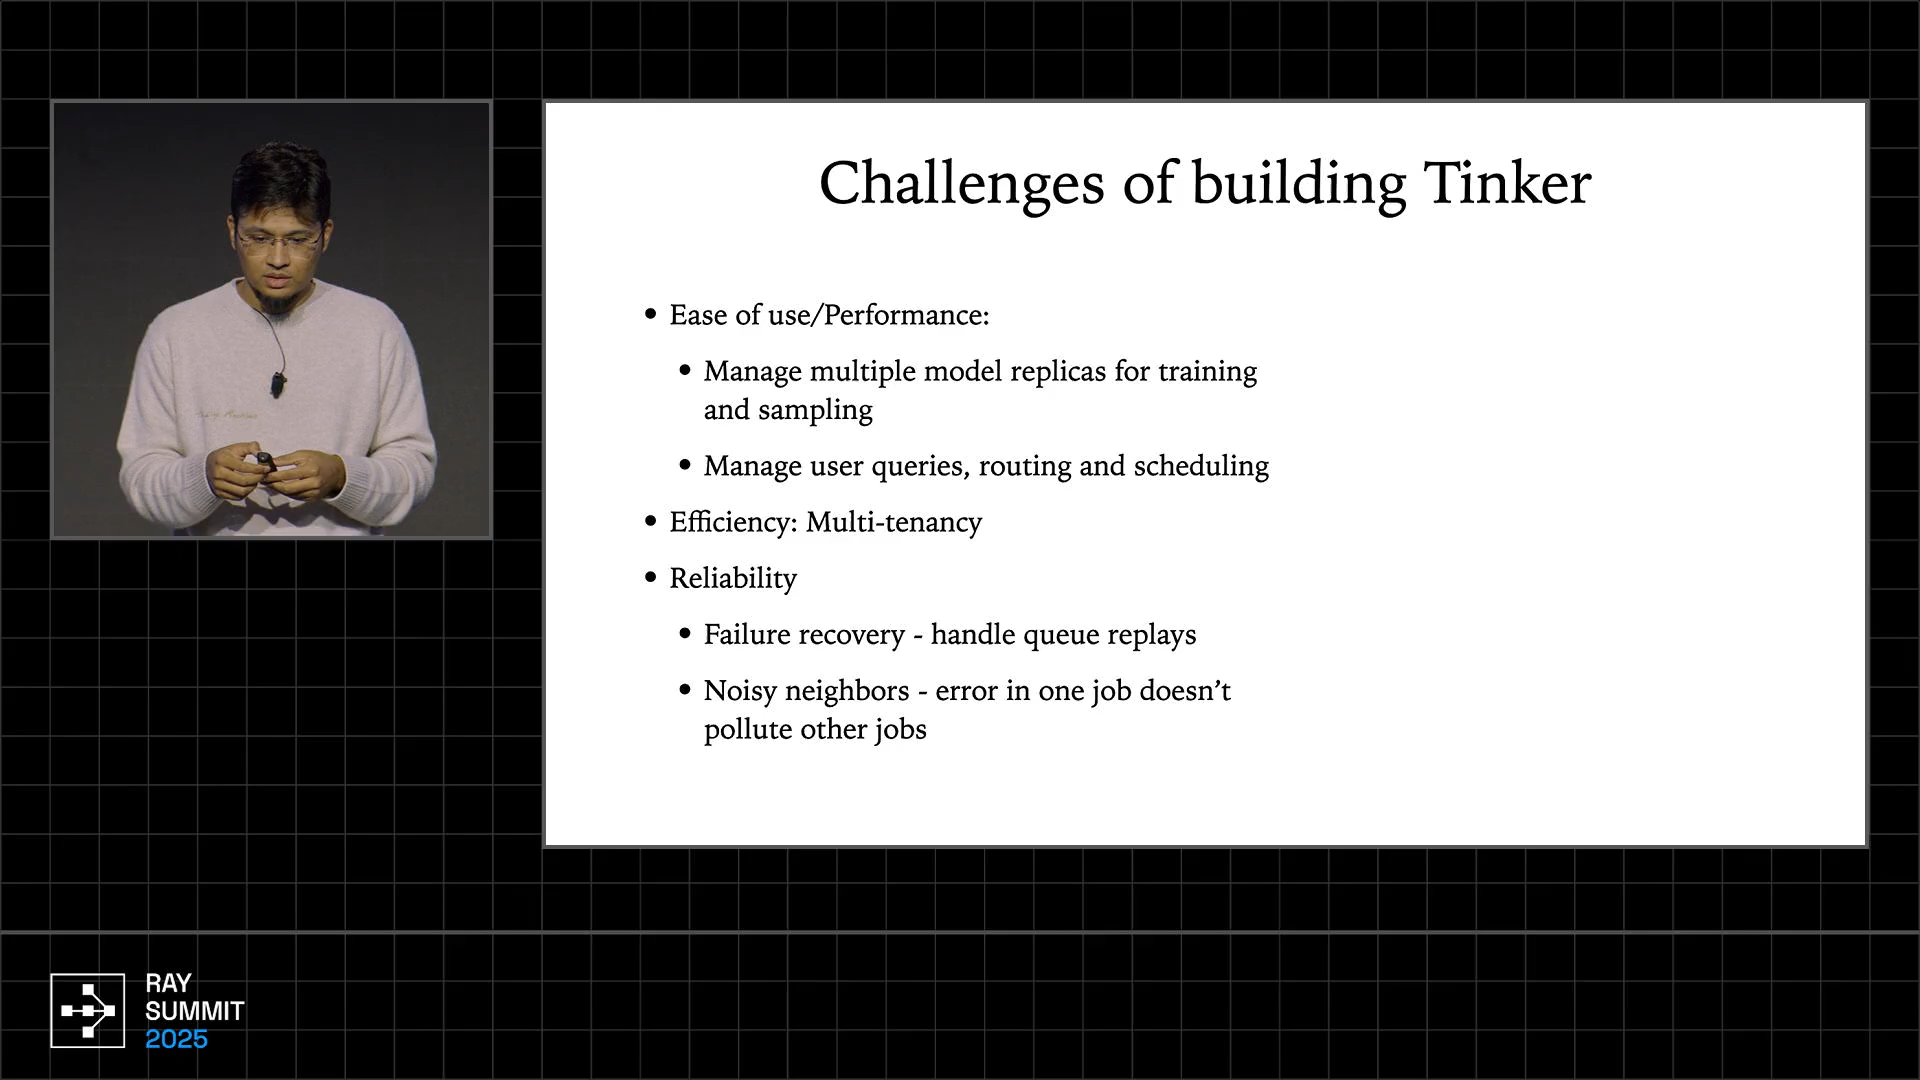 Challenges of building Tinker
• Ease of use/Performance:
• Manage multiple model replicas for training
and sampling
• Manage user queries, routing and scheduling
• Efficiency: Multi-tenancy
• Reliability
• Failure recovery - handle queue replays
• Noisy neighbors - error in one job doesn’t
pollute other jobs
RAY
SUMMIT
2025